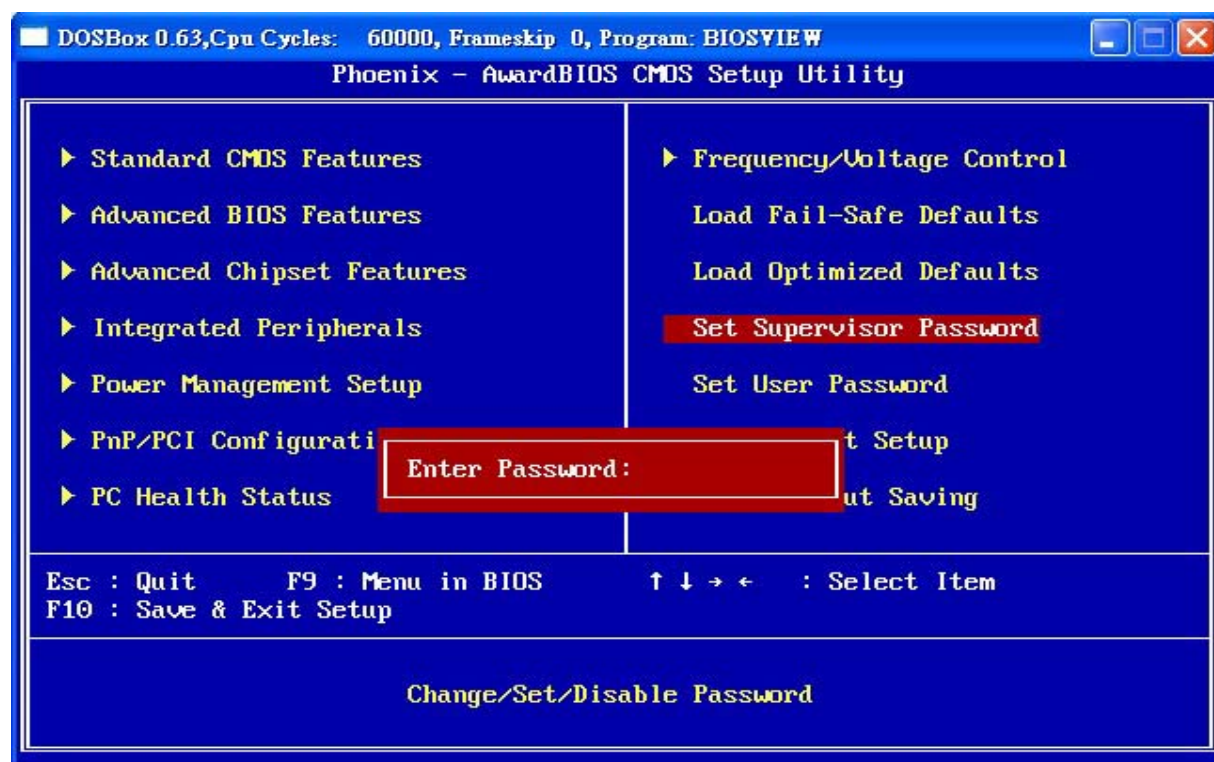 DOSBox 0.63,Cpu Cycles: 60000, Frameskip 0, Program: BIOSVIEW
Phoenix - AwardBIOS CMOS Setup Utility
▶ Standard CMOS Features
▶ Advanced BIOS Features
▶ Advanced Chipset Features
▶ Integrated Peripherals
▶ Power Management Setup
▶ PnP/PCI Configurati
▶ PC Health Status
▶ Frequency/Voltage Control
Load Fail-Safe Defaults
Load Optimized Defaults
Set Supervisor Password
Set User Password
t Setup
ut Saving
Enter Password:
Esc : Quit F9 : Menu in BIOS ↑ ↓ → ← : Select Item
F10 : Save & Exit Setup
Change/Set/Disable Password